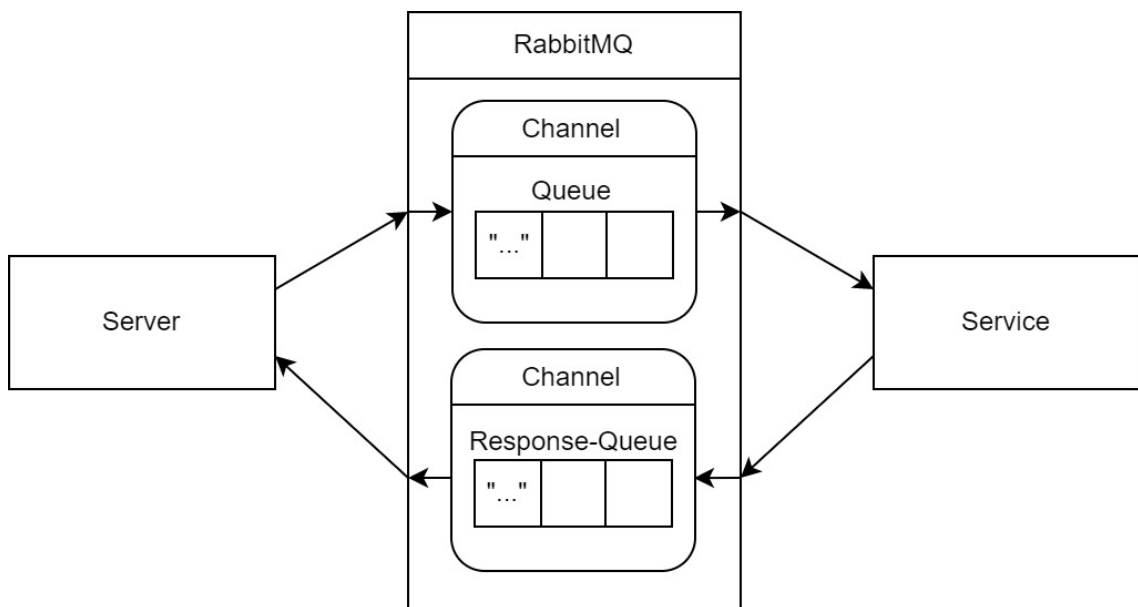 RabbitMQ
Channel
Queue
"..."
Server
Service
Channel
Response-Queue
"..."